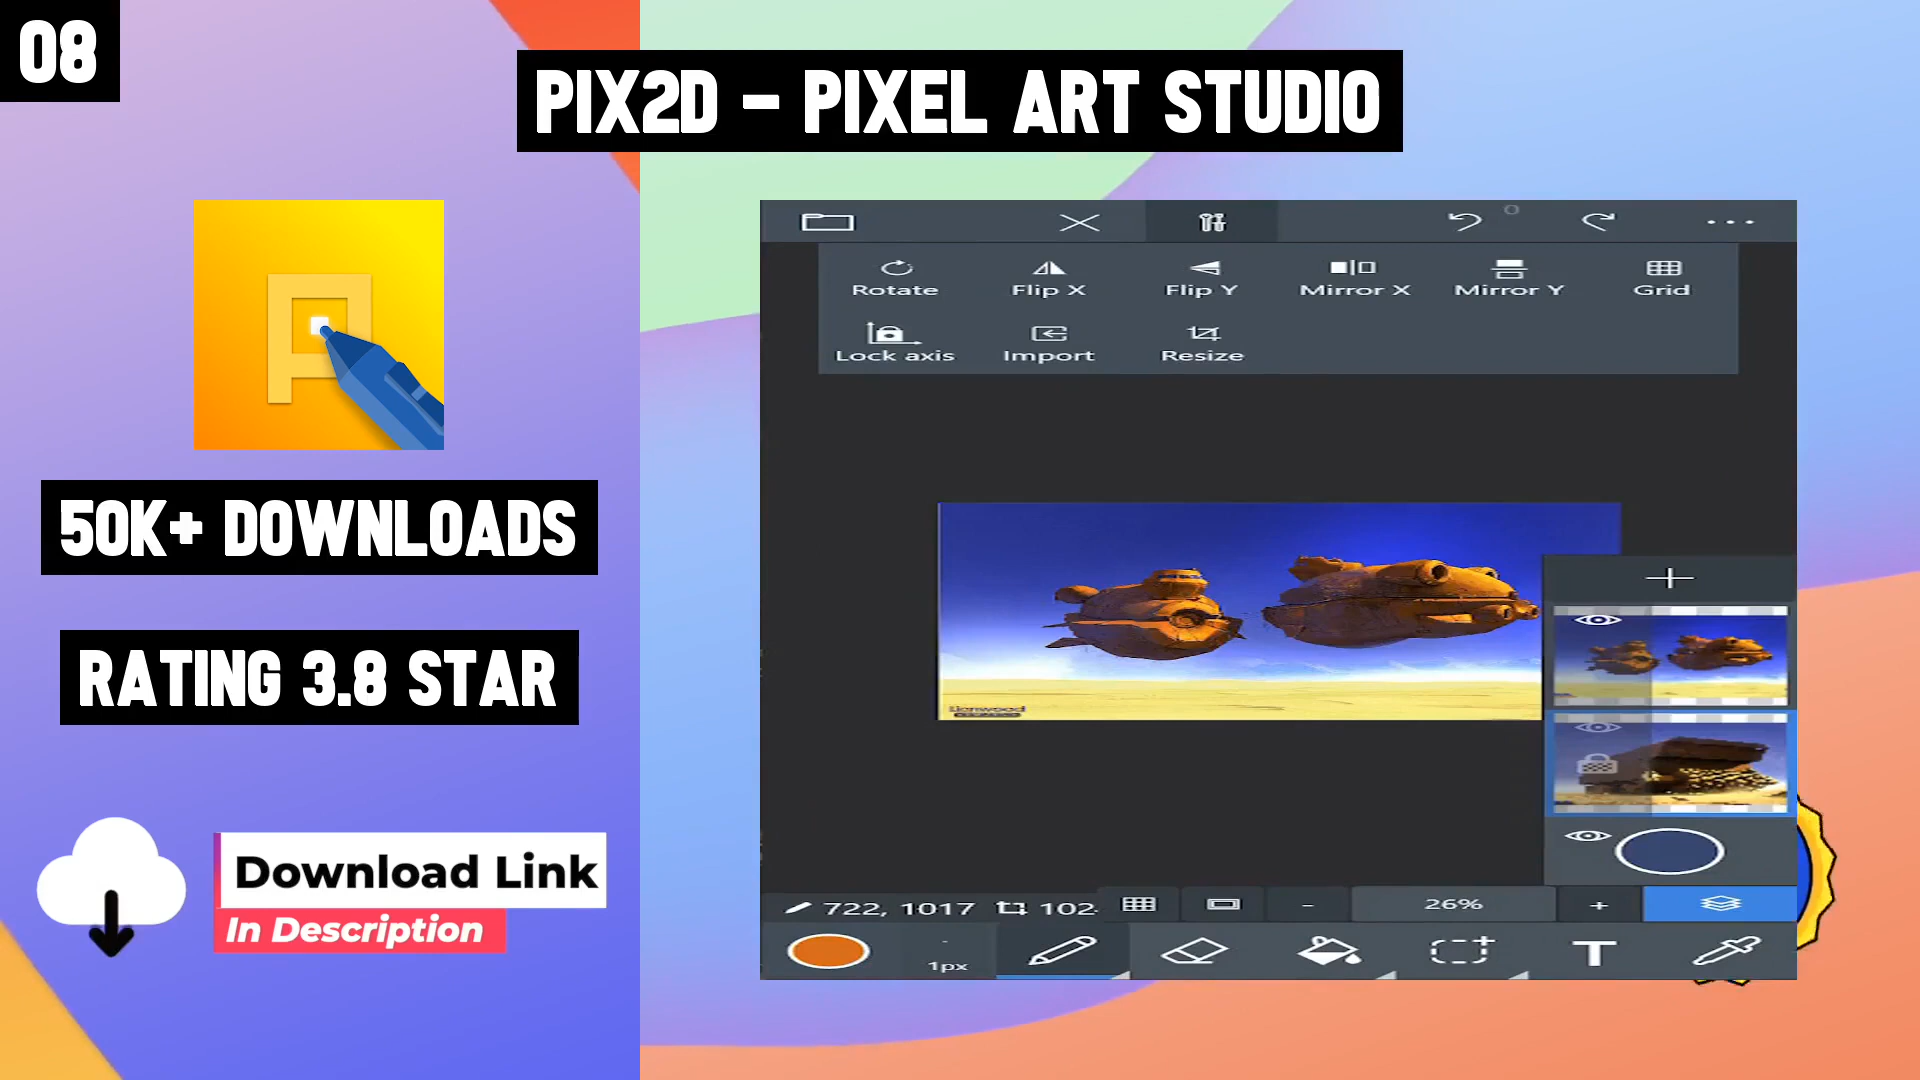 08
PIX2D - PIXEL ART STUDIO
50K+ DOWNLOADS
RATING 3.8 STAR
Download Link
In Description
Rotate
Flip X
Flip Y
Mirror X
Mirror Y
Grid
Lock axis
Import
Resize
Lionwood
722, 1017
102
-
26%
+
1px
T